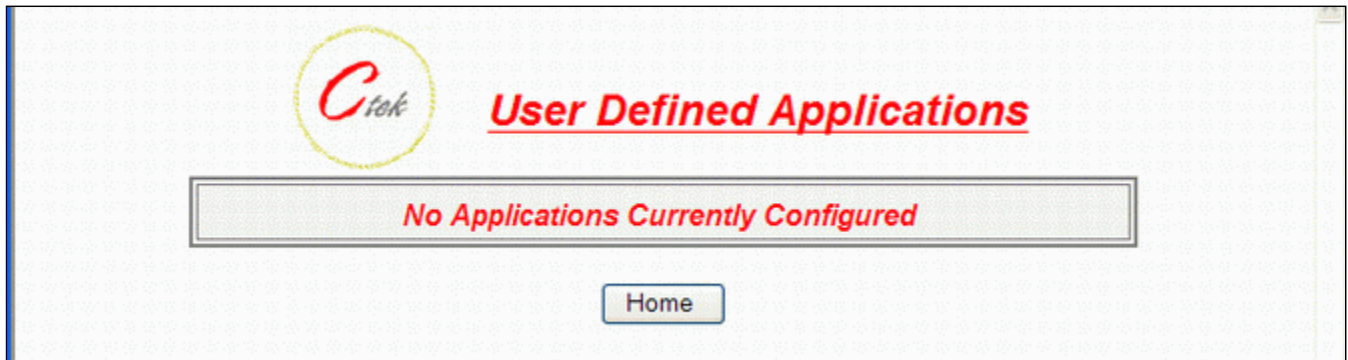 Ctek
User Defined Applications
No Applications Currently Configured
Home